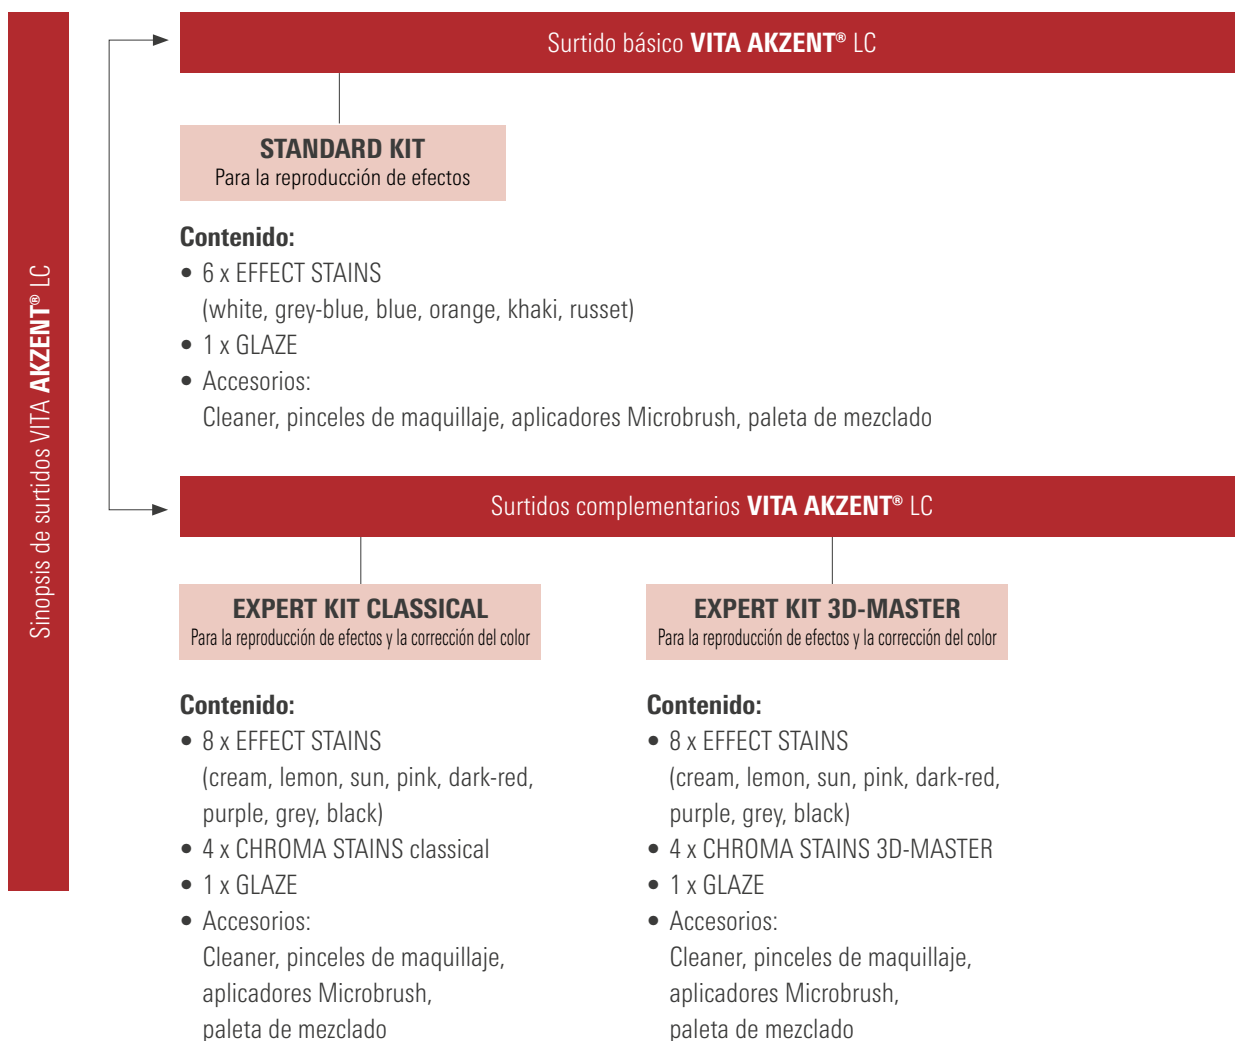 Sinopsis de surtidos VITA AKZENT® LC
Surtido básico VITA AKZENT® LC
STANDARD KIT
Para la reproducción de efectos
Contenido:
• 6 x EFFECT STAINS
(white, grey-blue, blue, orange, khaki, russet)
• 1 x GLAZE
• Accesorios:
Cleaner, pinceles de maquillaje, aplicadores Microbrush, paleta de mezclado
Surtidos complementarios VITA AKZENT® LC
EXPERT KIT CLASSICAL
Para la reproducción de efectos y la corrección del color
Contenido:
• 8 x EFFECT STAINS
(cream, lemon, sun, pink, dark-red,
purple, grey, black)
• 4 x CHROMA STAINS classical
• 1 x GLAZE
• Accesorios:
Cleaner, pinceles de maquillaje,
aplicadores Microbrush,
paleta de mezclado
EXPERT KIT 3D-MASTER
Para la reproducción de efectos y la corrección del color
Contenido:
• 8 x EFFECT STAINS
(cream, lemon, sun, pink, dark-red,
purple, grey, black)
• 4 x CHROMA STAINS 3D-MASTER
• 1 x GLAZE
• Accesorios:
Cleaner, pinceles de maquillaje,
aplicadores Microbrush,
paleta de mezclado